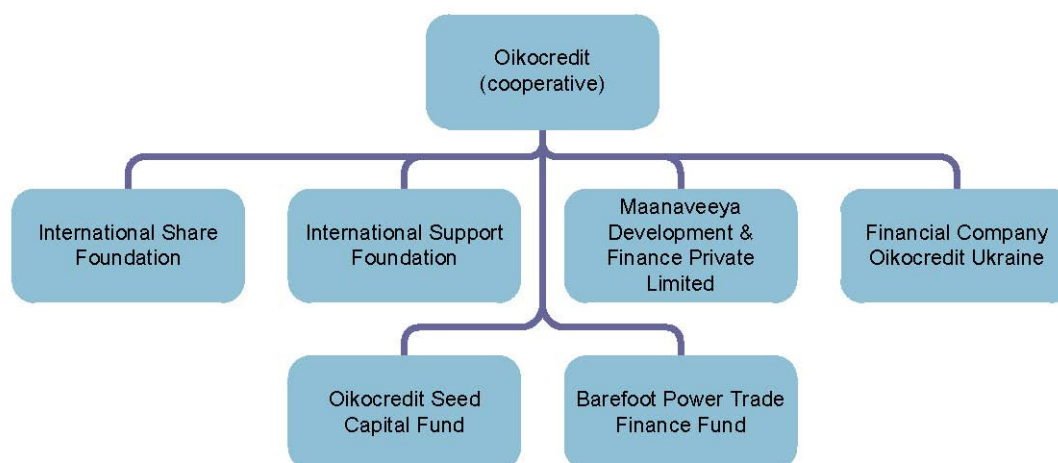 Oikocredit
(cooperative)
International Share
Foundation
International Support
Foundation
Maanaveeya
Development &
Finance Private
Limited
Financial Company
Oikocredit Ukraine
Oikocredit Seed
Capital Fund
Barefoot Power Trade
Finance Fund